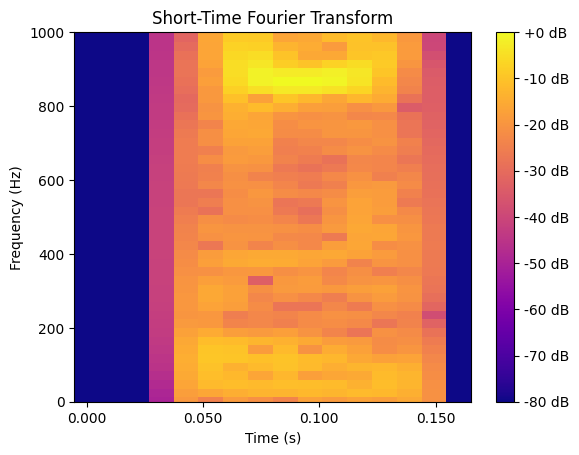 Short-Time Fourier Transform
Frequency (Hz)
1000
800
600
400
200
0
0.000
0.050
0.100
0.150
Time (s)
+0 dB
-10 dB
-20 dB
-30 dB
-40 dB
-50 dB
-60 dB
-70 dB
-80 dB